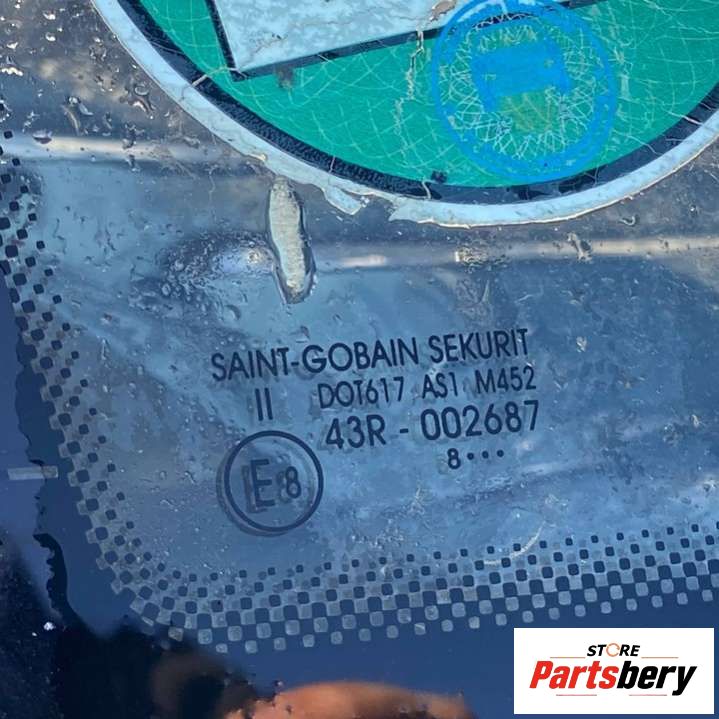 SAINT-GOBAIN SEKURIT
II DOT617 AS1 M452
43R - 002687
E8 8•••
STORE
Partsbery